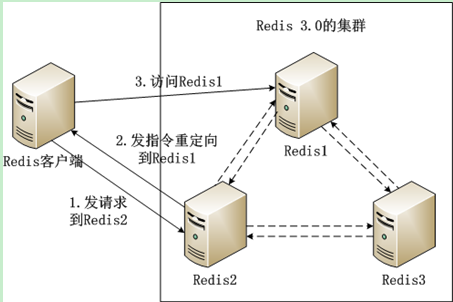 Redis 3.0的集群
3.访问Redis1
Redis1
2.发指令重定向
到Redis1
Redis客户端
1.发请求
到Redis2
Redis2
Redis3